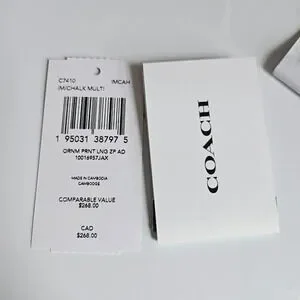 C7410 IMCAH
IM/CHALK MULTI
1 95031 38797 5
ORNM PRNT LNG ZP AD
10016957JAX
MADE IN CAMBODIA
CAMBODGE
COMPARABLE VALUE
$268.00
CAD
$268.00
COACH